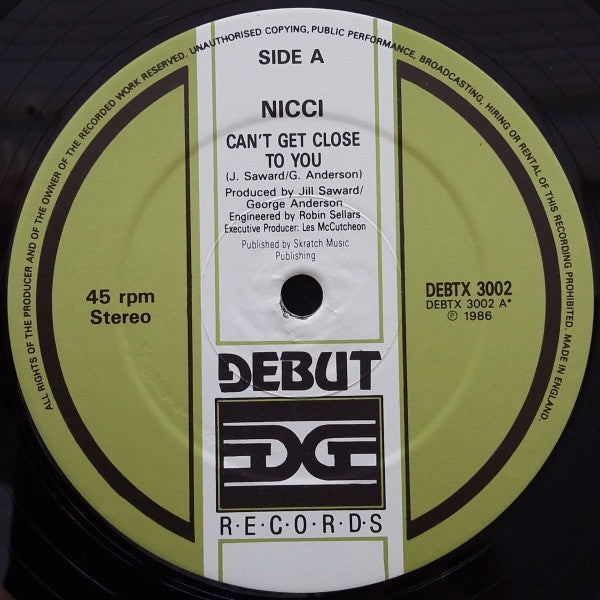 ALL RIGHTS OF THE PRODUCER AND OF THE OWNER OF THE RECORDED WORK RESERVED. UNAUTHORISED COPYING, PUBLIC PERFORMANCE, BROADCASTING, HIRING OR RENTAL OF THIS RECORDING PROHIBITED. MADE IN ENGLAND.
SIDE A
NICCI
CAN'T GET CLOSE
TO YOU
(J. Saward/G. Anderson)
Produced by Jill Saward/
George Anderson
Engineered by Robin Sellars
Executive Producer: Les McCutcheon
Published by Skratch Music
Publishing
45 rpm
Stereo
DEBTX 3002
DEBTX 3002 A*
℗ 1986
DEBUT
R·E·C·O·R·D·S